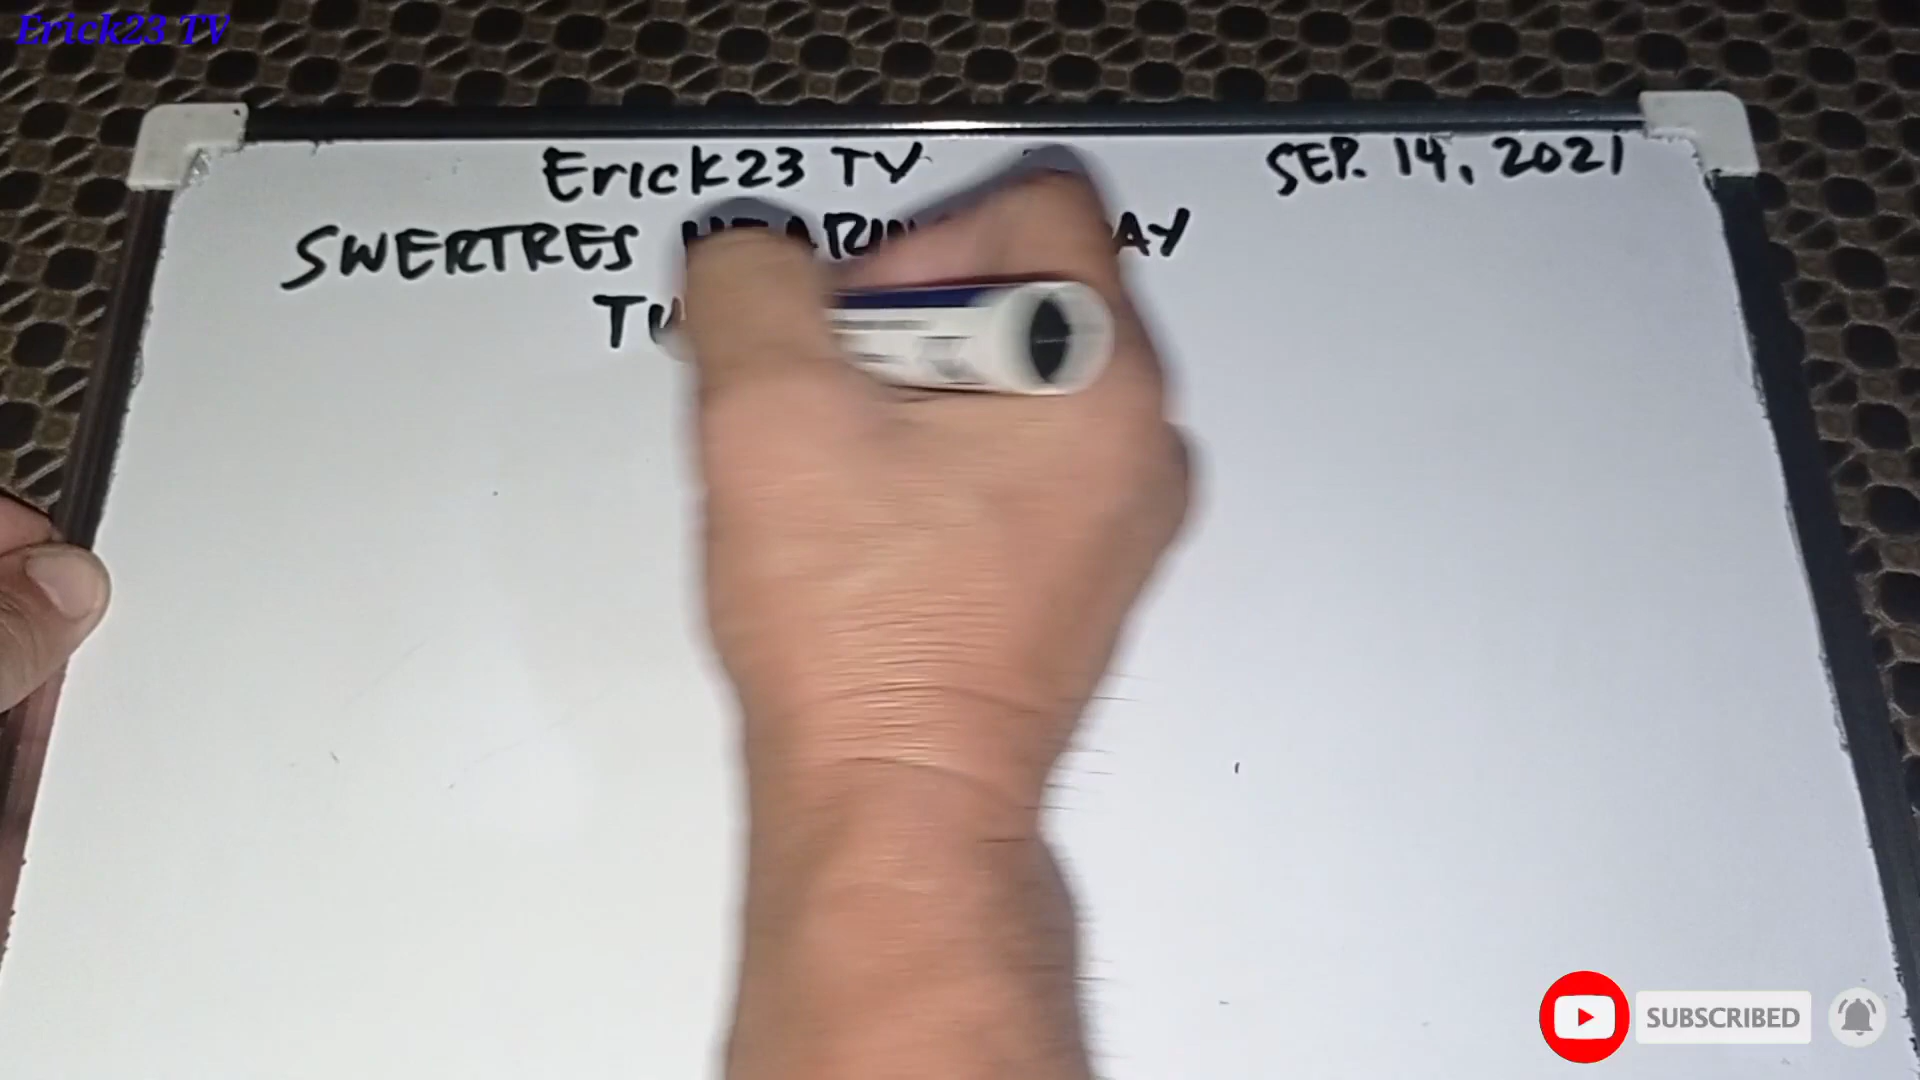 Erick23 TV
Erick23 TV
SEP. 14, 2021
SWERTRES
SUBSCRIBED